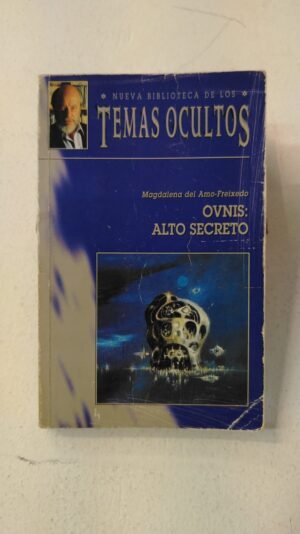 * NUEVA BIBLIOTECA DE LOS *
TEMAS OCULTOS
Magdalena del Amo-Freixedo
OVNIS:
ALTO SECRETO